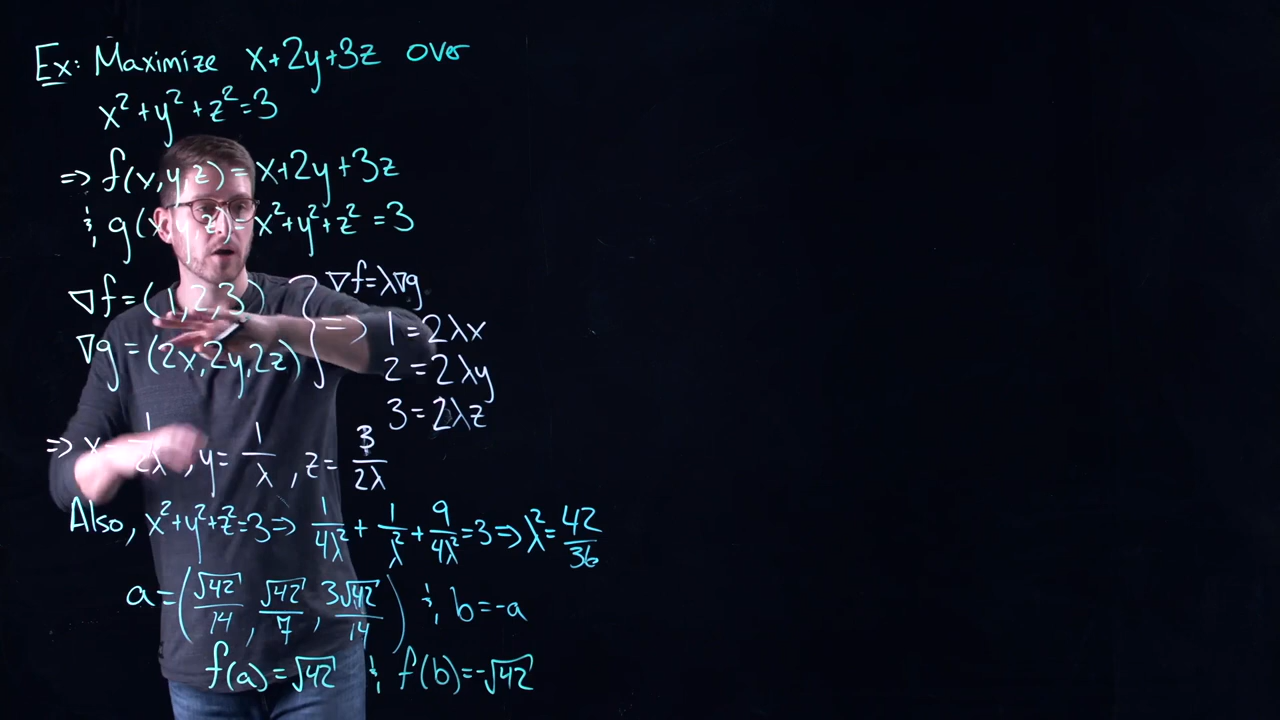 Ex: Maximize x+2y+3z over
x²+y²+z²=3
=> f(x,y,z)=x+2y+3z
& g(x,y,z)=x²+y²+z²=3
∇f=(1,2,3)
∇g=(2x,2y,2z)
∇f=λ∇g
=> 1=2λx
2=2λy
3=2λz
=> x=1/2λ, y=1/λ, z=3/2λ
Also, x²+y²+z²=3 => 1/4λ²+1/λ²+9/4λ²=3 => λ²=42/36
a=(√42/14, √42/7, 3√42/14) & b=-a
f(a)=√42 & f(b)=-√42